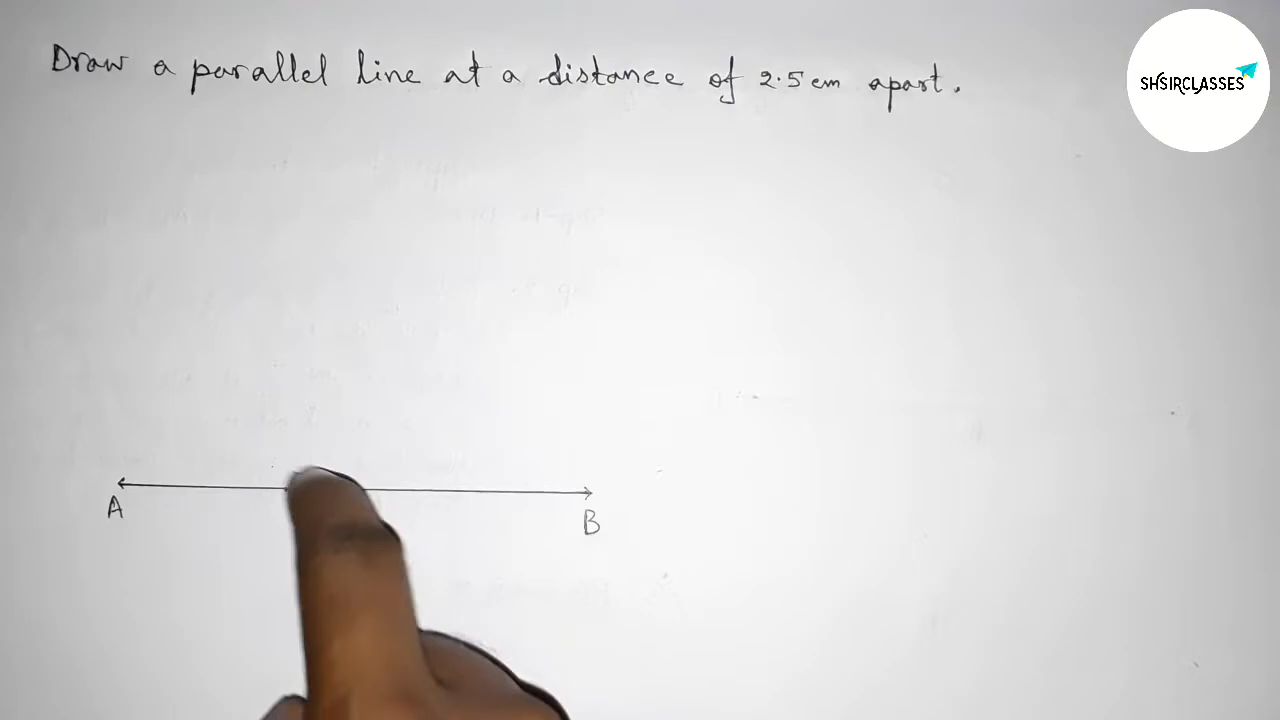 Draw a parallel line at a distance of 2.5 cm apart.
SHSIRCLASSES
A
B